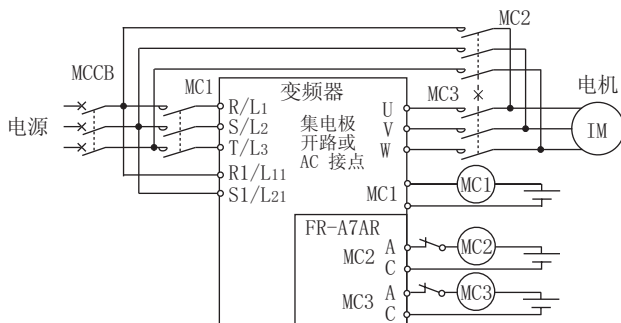 MC2
MCCB
MC1
变频器
MC3
电机
R/L1
U
电源
S/L2
集电极
V
IM
T/L3
开路或
W
AC 接点
R1/L11
MC1
MC1
S1/L21
FR-A7AR
MC2
A
MC2
C
MC3
A
MC3
C